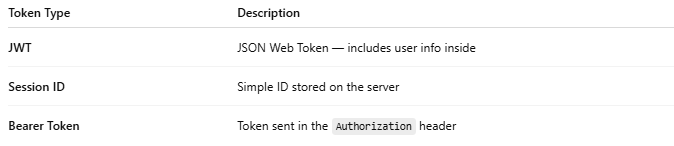 Token Type Description
JWT JSON Web Token — includes user info inside
Session ID Simple ID stored on the server
Bearer Token Token sent in the Authorization header